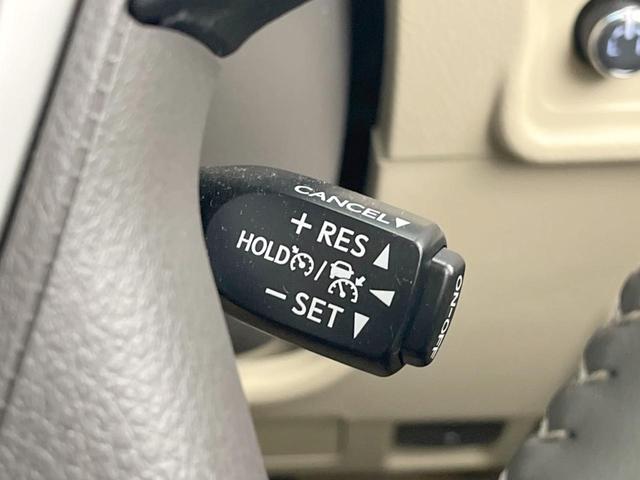 CANCEL▼
+ RES ▲
HOLD /
− SET ▼
ON-OFF